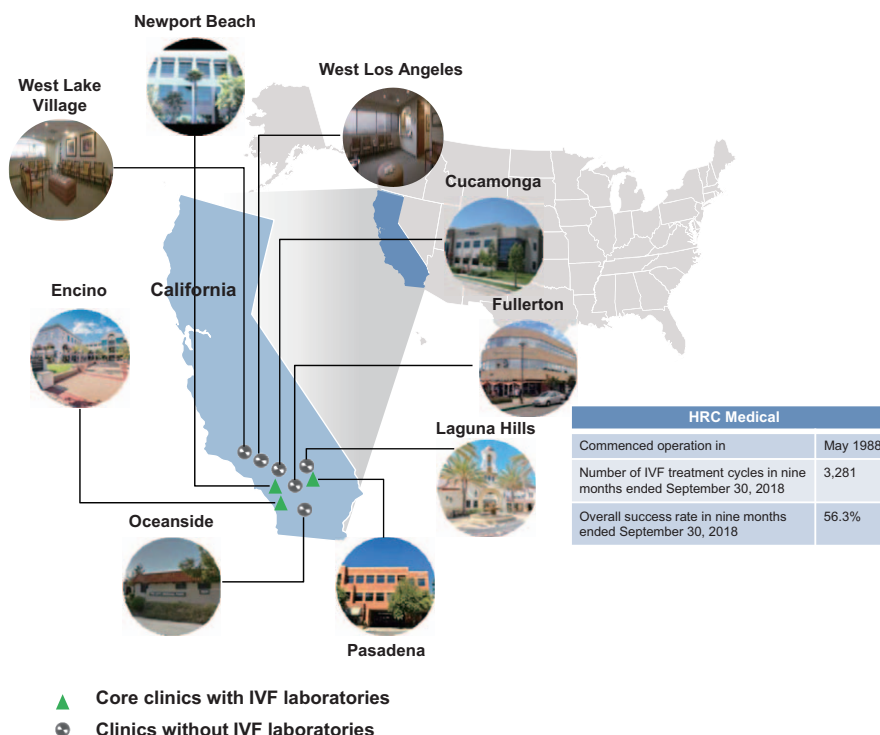 Newport Beach
West Los Angeles
West Lake
Village
Cucamonga
California
Encino
Fullerton
Laguna Hills
Oceanside
Pasadena
HRC Medical
Commenced operation in May 1988
Number of IVF treatment cycles in nine 3,281
months ended September 30, 2018
Overall success rate in nine months 56.3%
ended September 30, 2018
Core clinics with IVF laboratories
Clinics without IVF laboratories